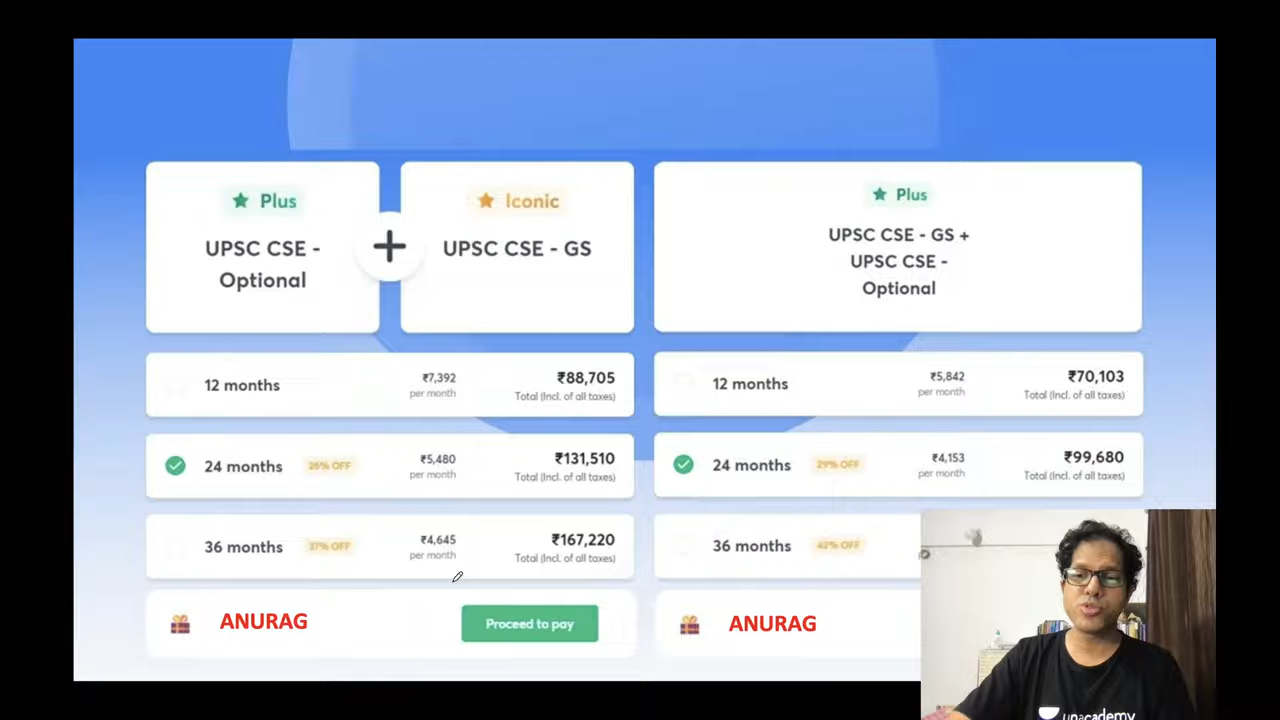 Plus
UPSC CSE -
Optional
Iconic
UPSC CSE - GS
12 months
₹7,392
per month
₹88,705
Total (Incl. of all taxes)
24 months
26% OFF
₹5,480
per month
₹131,510
Total (Incl. of all taxes)
36 months
37% OFF
₹4,645
per month
₹167,220
Total (Incl. of all taxes)
ANURAG
Proceed to pay
Plus
UPSC CSE - GS +
UPSC CSE -
Optional
12 months
₹5,842
per month
₹70,103
Total (Incl. of all taxes)
24 months
29% OFF
₹4,153
per month
₹99,680
Total (Incl. of all taxes)
36 months
42% OFF
ANURAG
unacademy